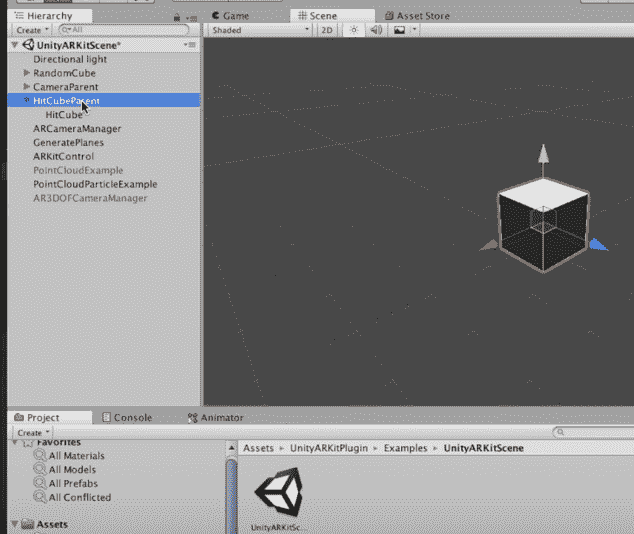 Hierarchy
Game
Scene
Asset Store
Create
All
Shaded
2D
UnityARKitScene*
Directional light
RandomCube
CameraParent
HitCubeParent
HitCube
ARCameraManager
GeneratePlanes
ARKitControl
PointCloudExample
PointCloudParticleExample
AR3DOFCameraManager
Project
Console
Animator
Create
Favorites
All Materials
All Models
All Prefabs
All Conflicted
Assets
Assets UnityARKitPlugin Examples UnityARKitScene
UnityARKitSc...